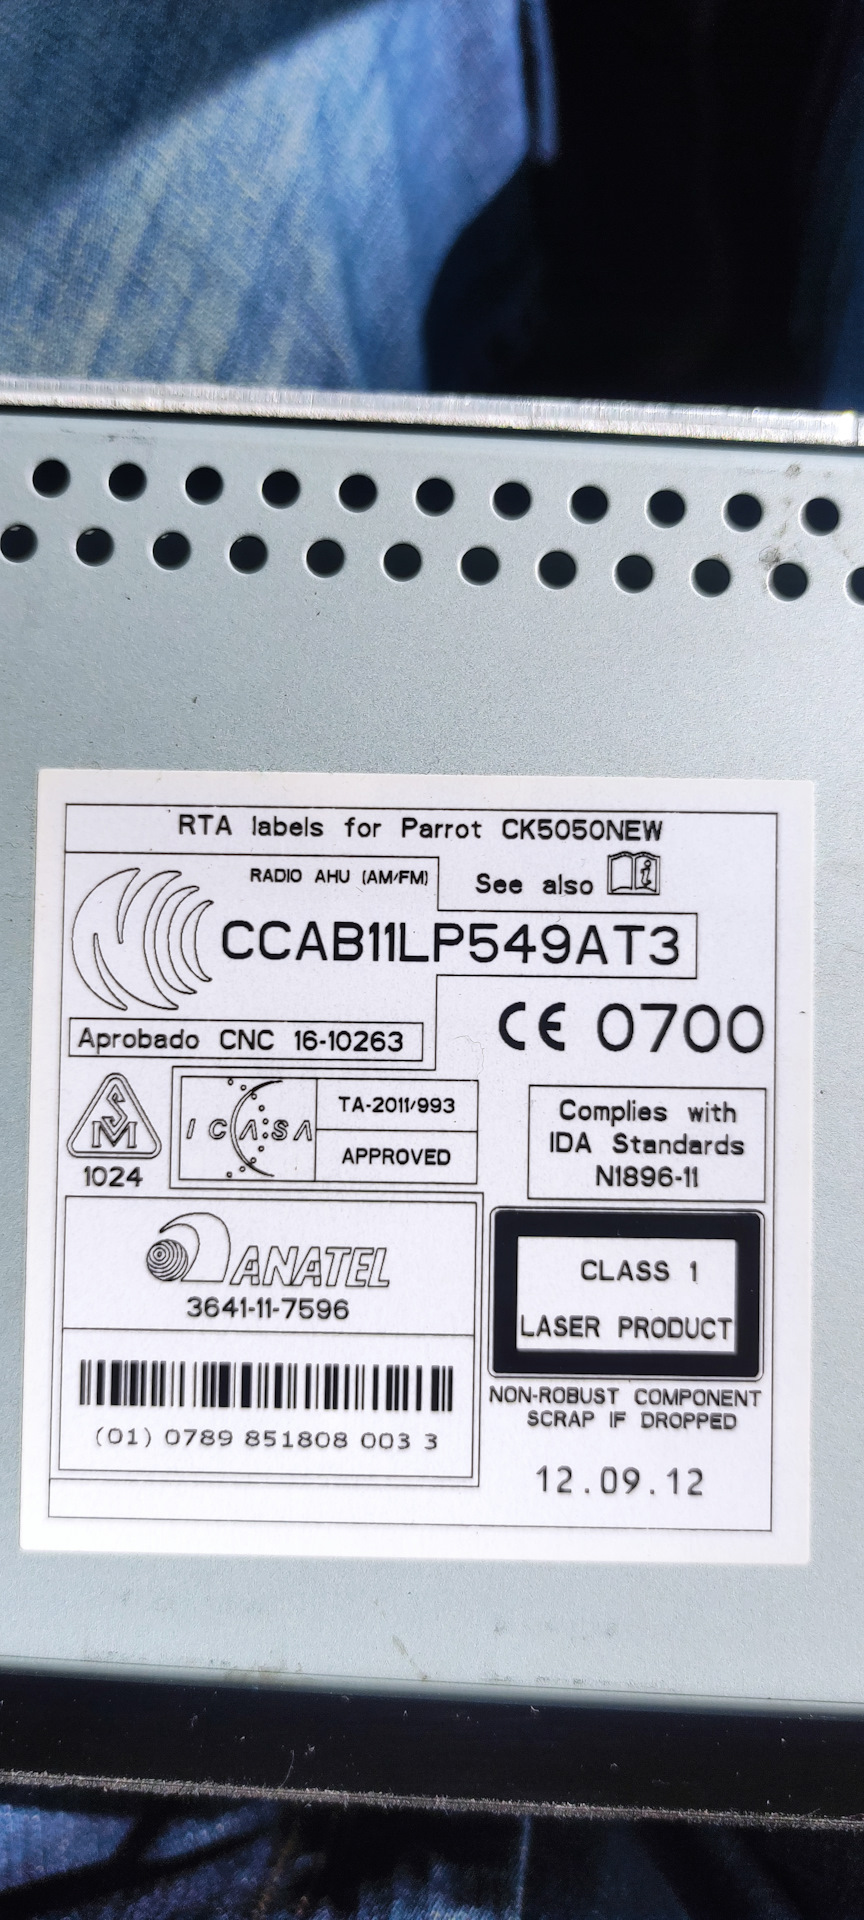 RTA labels for Parrot CK5050NEW
RADIO AHU (AM/FM)
See also
CCAB11LP549AT3
Aprobado CNC 16-10263
CE 0700
SM
1024
ICASA
TA-2011/993
APPROVED
Complies with
IDA Standards
N1896-11
ANATEL
3641-11-7596
CLASS 1
LASER PRODUCT
(01) 0789 851808 003 3
NON-ROBUST COMPONENT
SCRAP IF DROPPED
12.09.12